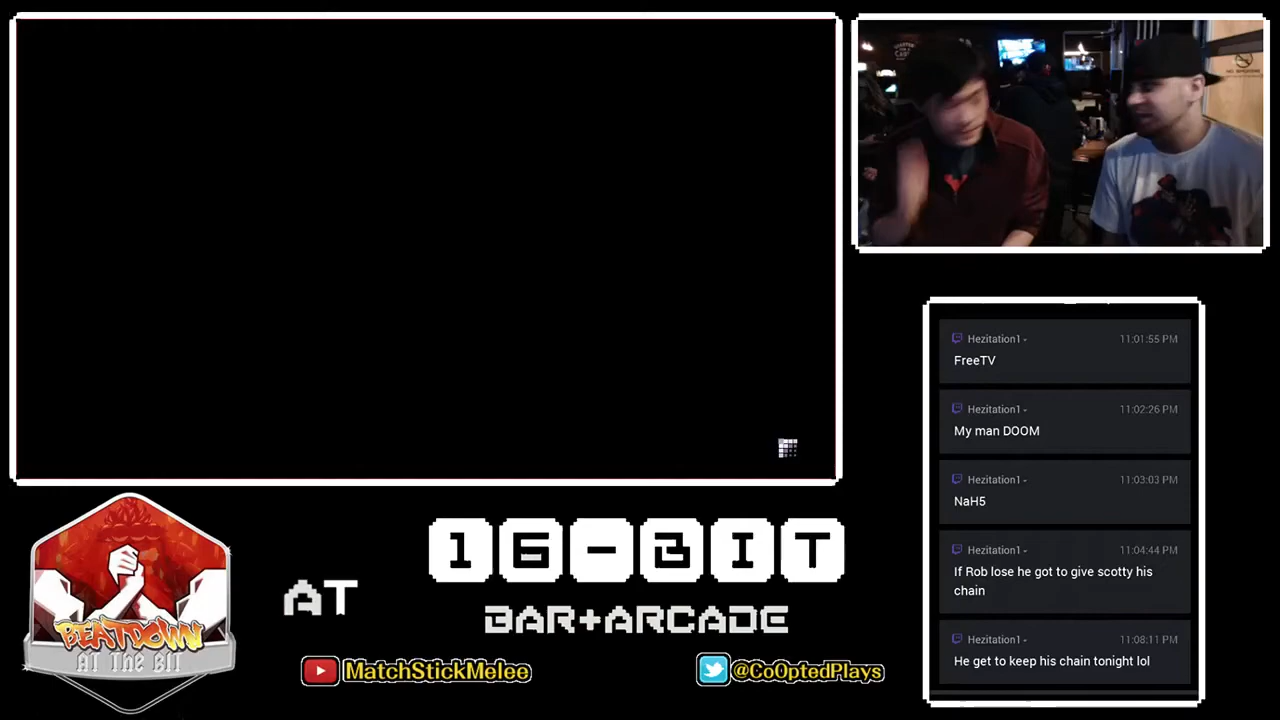 Hezitation1
11:01:55 PM
FreeTV
Hezitation1
11:02:26 PM
My man DOOM
Hezitation1
11:03:03 PM
NaH5
Hezitation1
11:04:44 PM
If Rob lose he got to give scotty his
chain
Hezitation1
11:08:11 PM
He get to keep his chain tonight lol
BEATDOWN
AT THE BIT
AT
16-BIT
BAR+ARCADE
MatchStickMelee
@CoOptedPlays